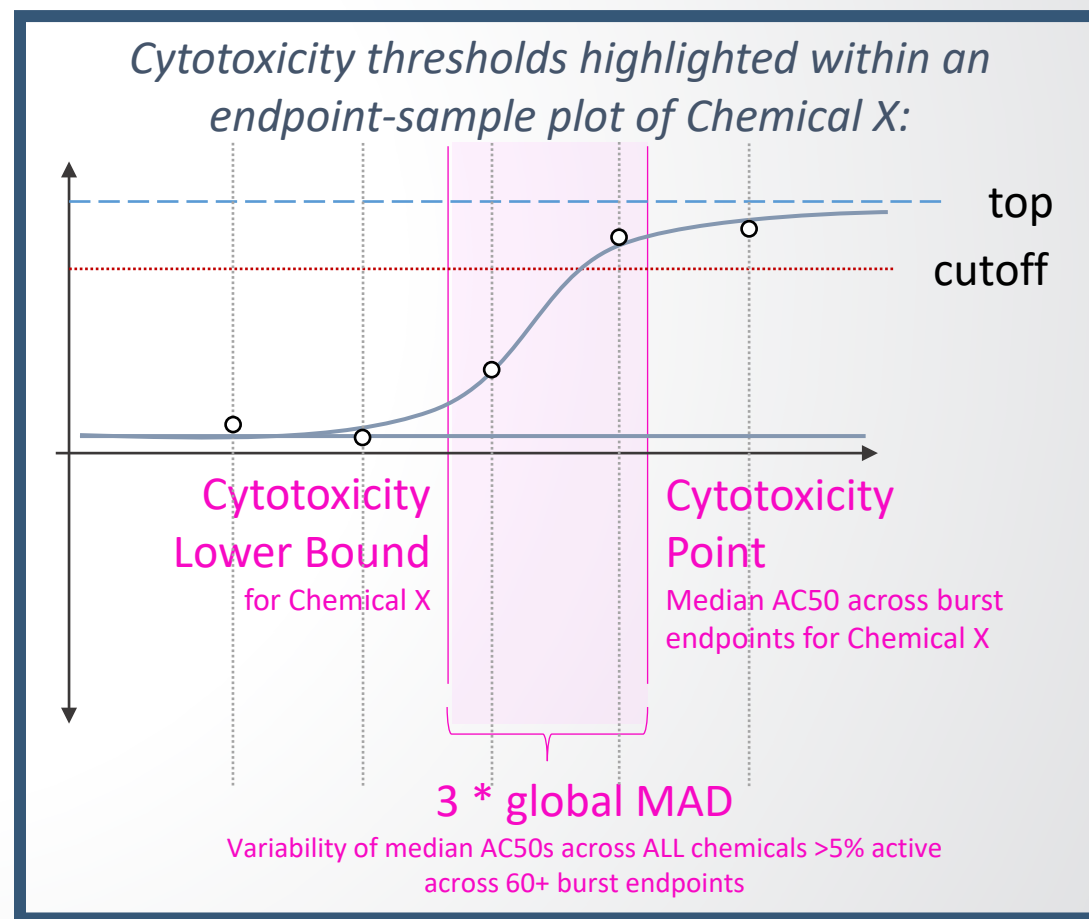 Cytotoxicity thresholds highlighted within an
endpoint-sample plot of Chemical X:
top
cutoff
Cytotoxicity
Lower Bound
for Chemical X
Cytotoxicity
Point
Median AC50 across burst
endpoints for Chemical X
3 * global MAD
Variability of median AC50s across ALL chemicals >5% active
across 60+ burst endpoints